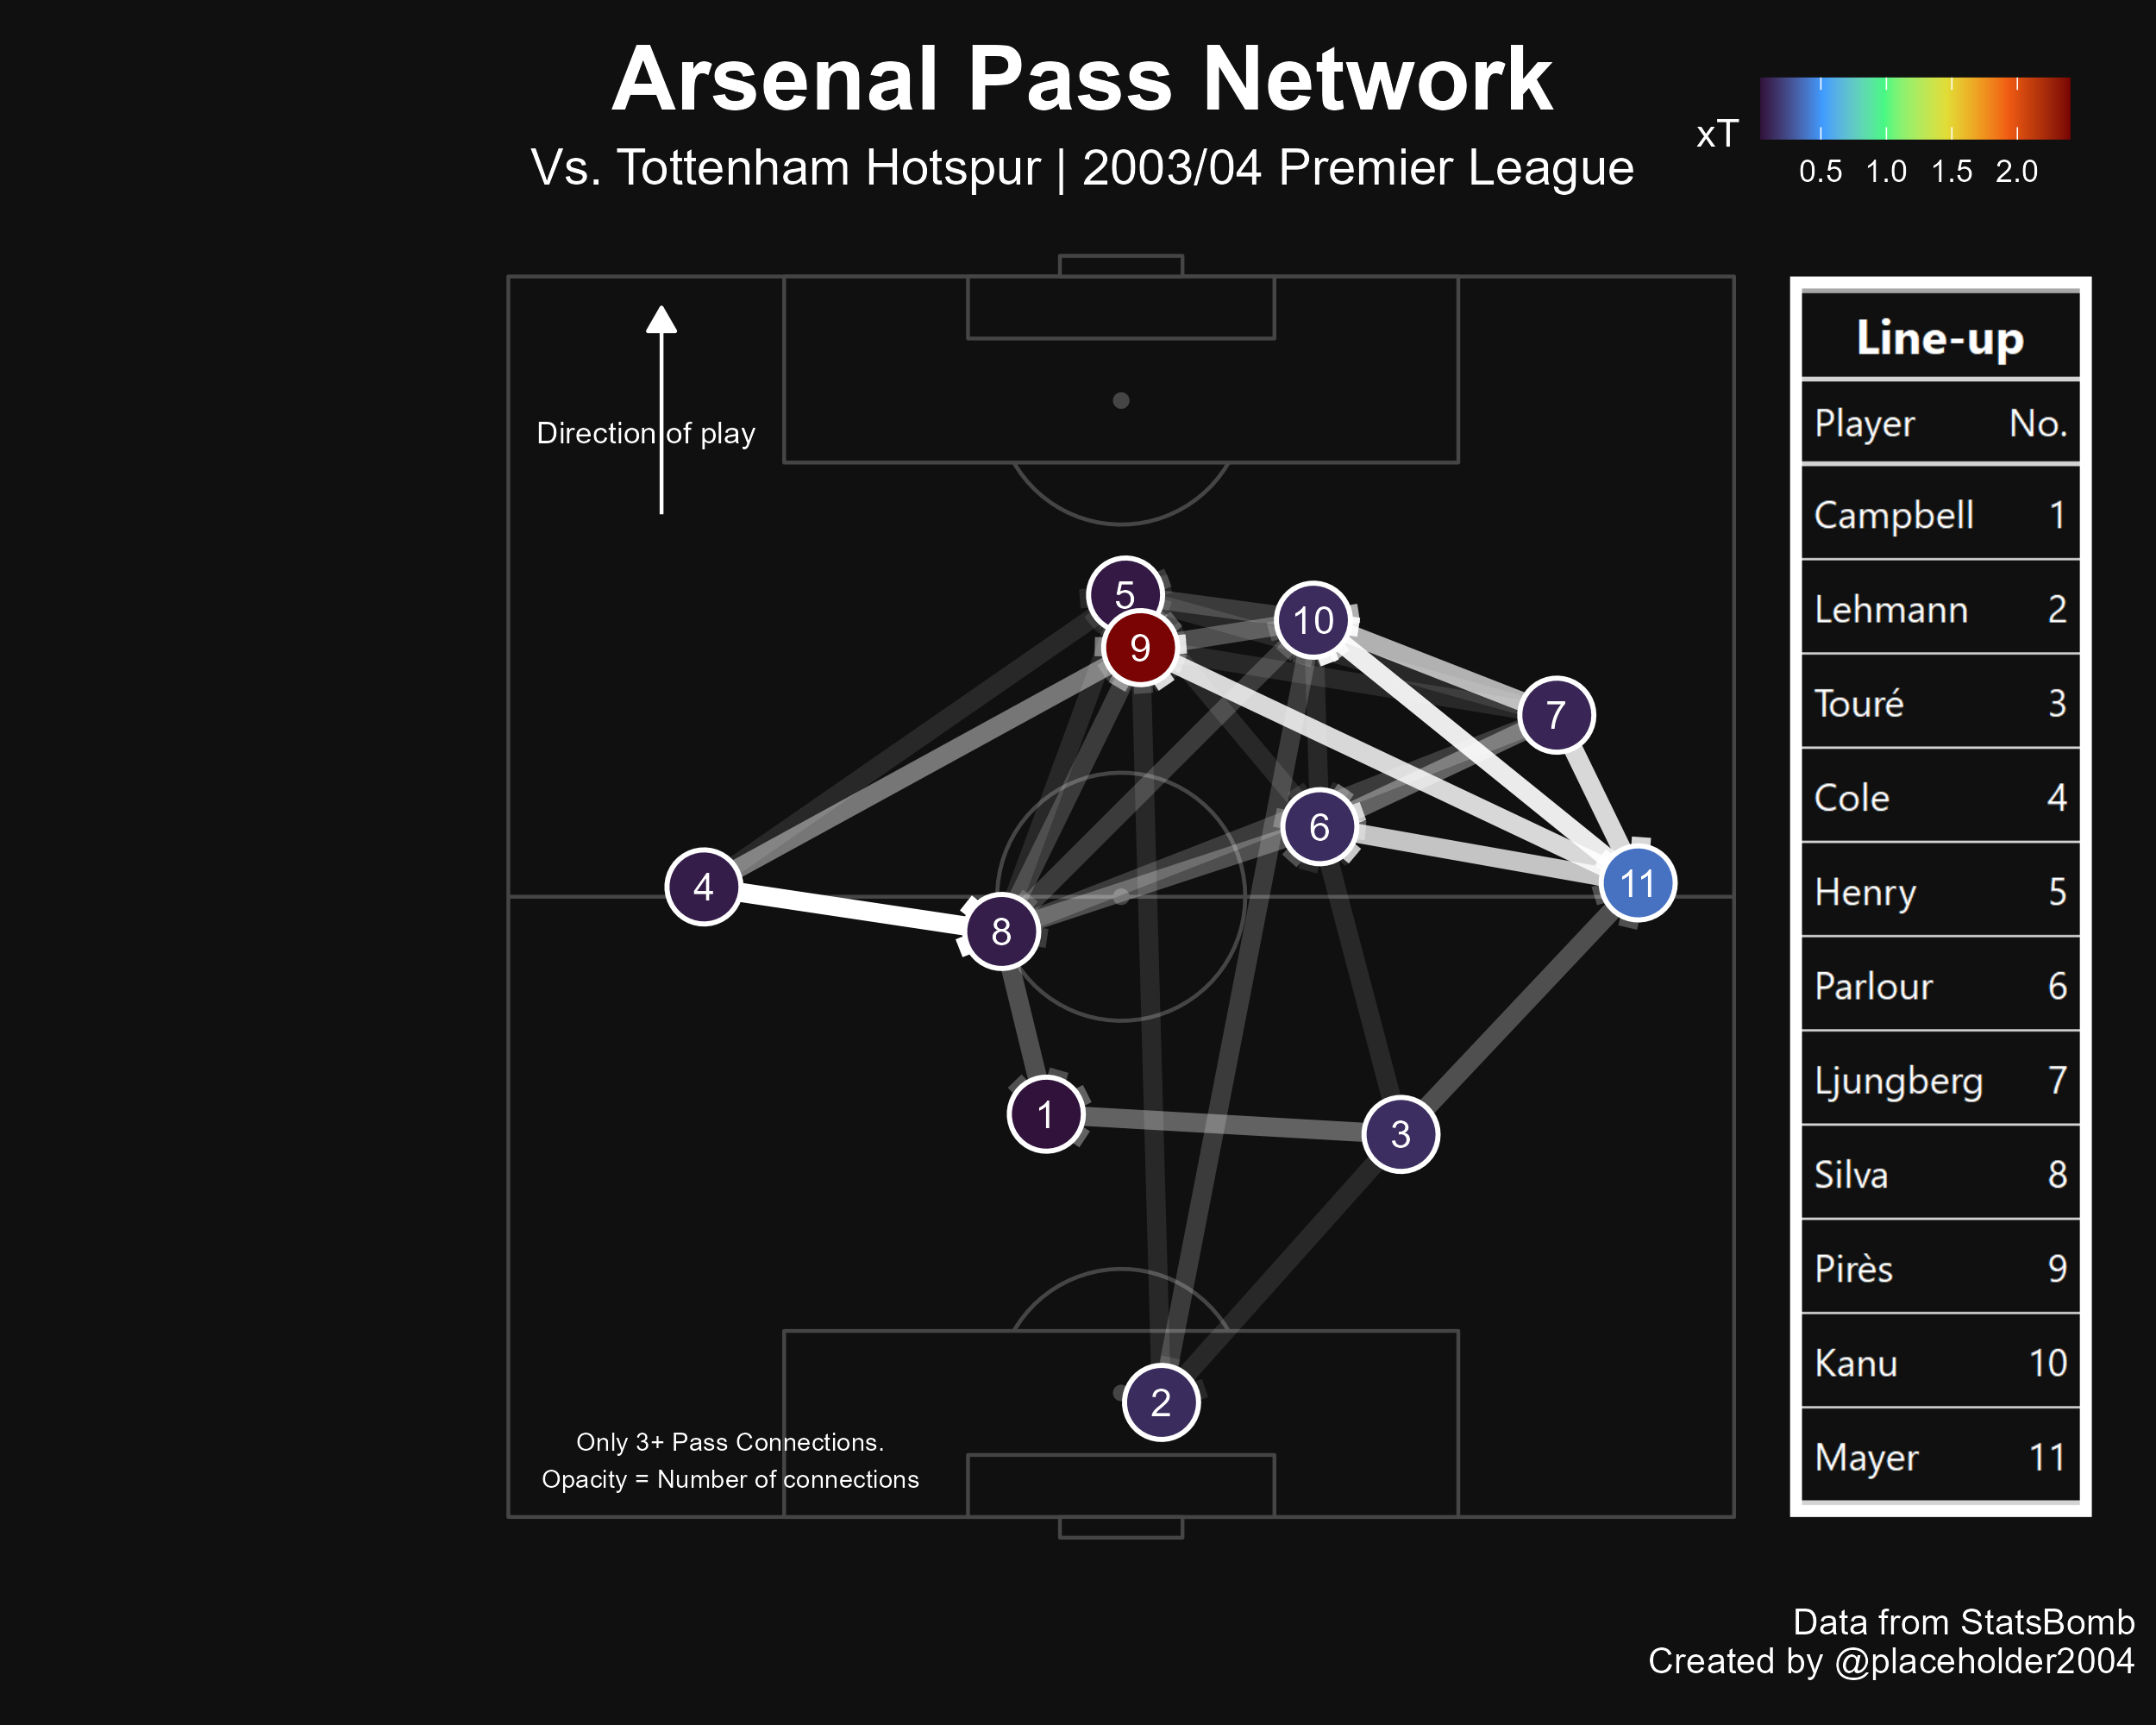 Arsenal Pass Network
Vs. Tottenham Hotspur | 2003/04 Premier League
xT
0.5 1.0 1.5 2.0
Direction of play
5
10
9
7
6
4
11
8
1
3
2
Only 3+ Pass Connections.
Opacity = Number of connections
Line-up
Player No.
Campbell 1
Lehmann 2
Touré 3
Cole 4
Henry 5
Parlour 6
Ljungberg 7
Silva 8
Pirès 9
Kanu 10
Mayer 11
Data from StatsBomb
Created by @placeholder2004